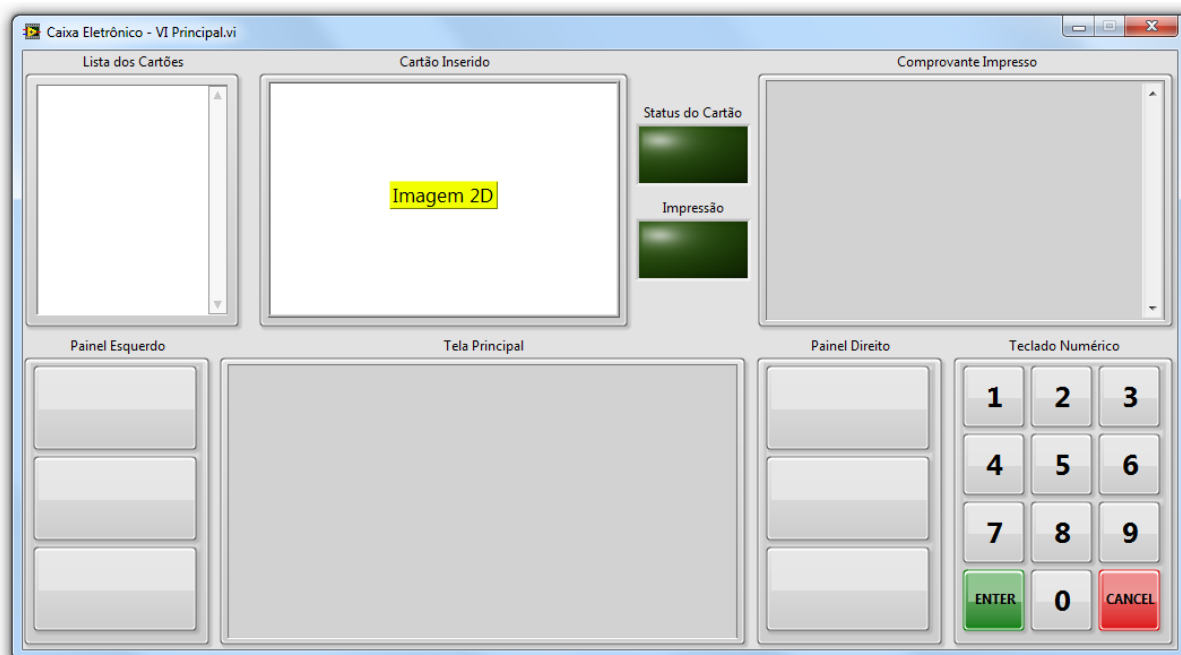 Caixa Eletrônico - VI Principal.vi
Lista dos Cartões
Cartão Inserido
Comprovante Impresso
Status do Cartão
Imagem 2D
Impressão
Painel Esquerdo
Tela Principal
Painel Direito
Teclado Numérico
1 2 3
4 5 6
7 8 9
ENTER 0 CANCEL